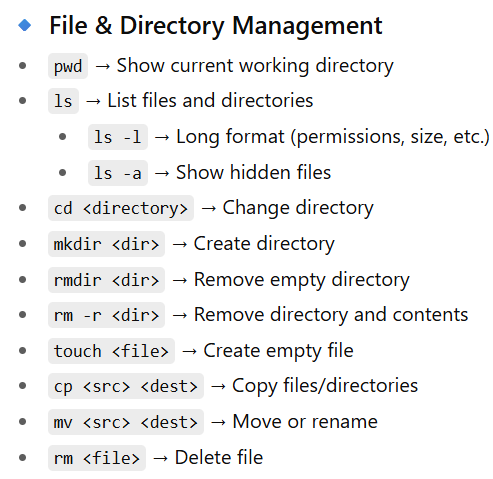 File & Directory Management
pwd → Show current working directory
ls → List files and directories
ls -l → Long format (permissions, size, etc.)
ls -a → Show hidden files
cd <directory> → Change directory
mkdir <dir> → Create directory
rmdir <dir> → Remove empty directory
rm -r <dir> → Remove directory and contents
touch <file> → Create empty file
cp <src> <dest> → Copy files/directories
mv <src> <dest> → Move or rename
rm <file> → Delete file